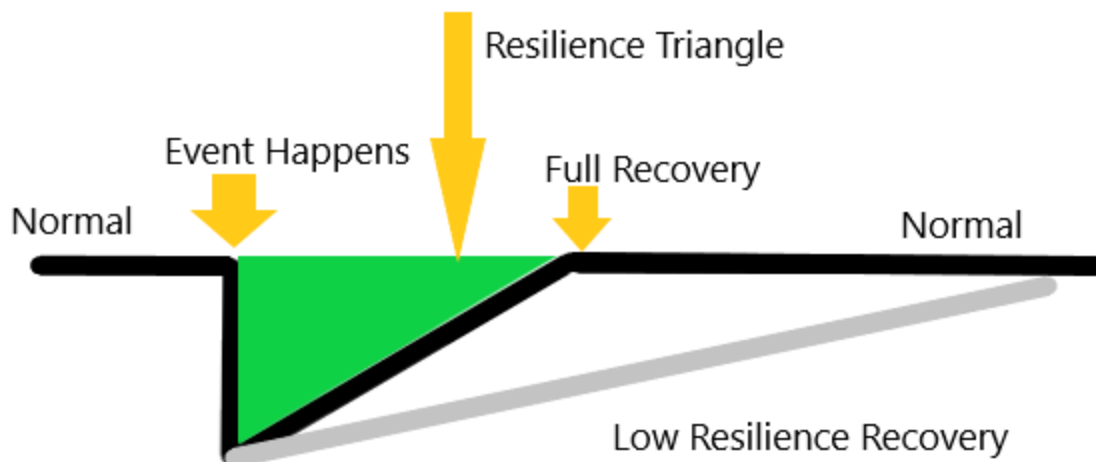 Resilience Triangle
Event Happens
Full Recovery
Normal
Normal
Low Resilience Recovery